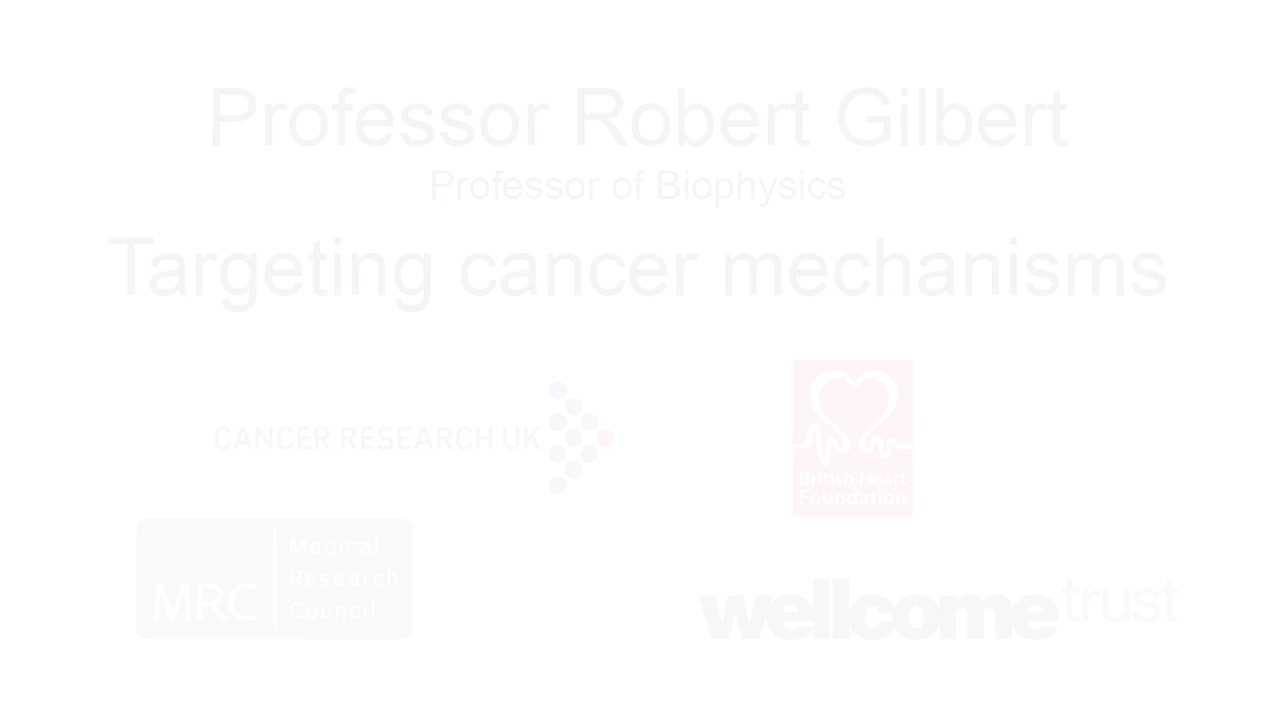 Professor Robert Gilbert
Professor of Biophysics
Targeting cancer mechanisms
CANCER RESEARCH UK
British Heart
Foundation
MRC
Medical
Research
Council
wellcome trust